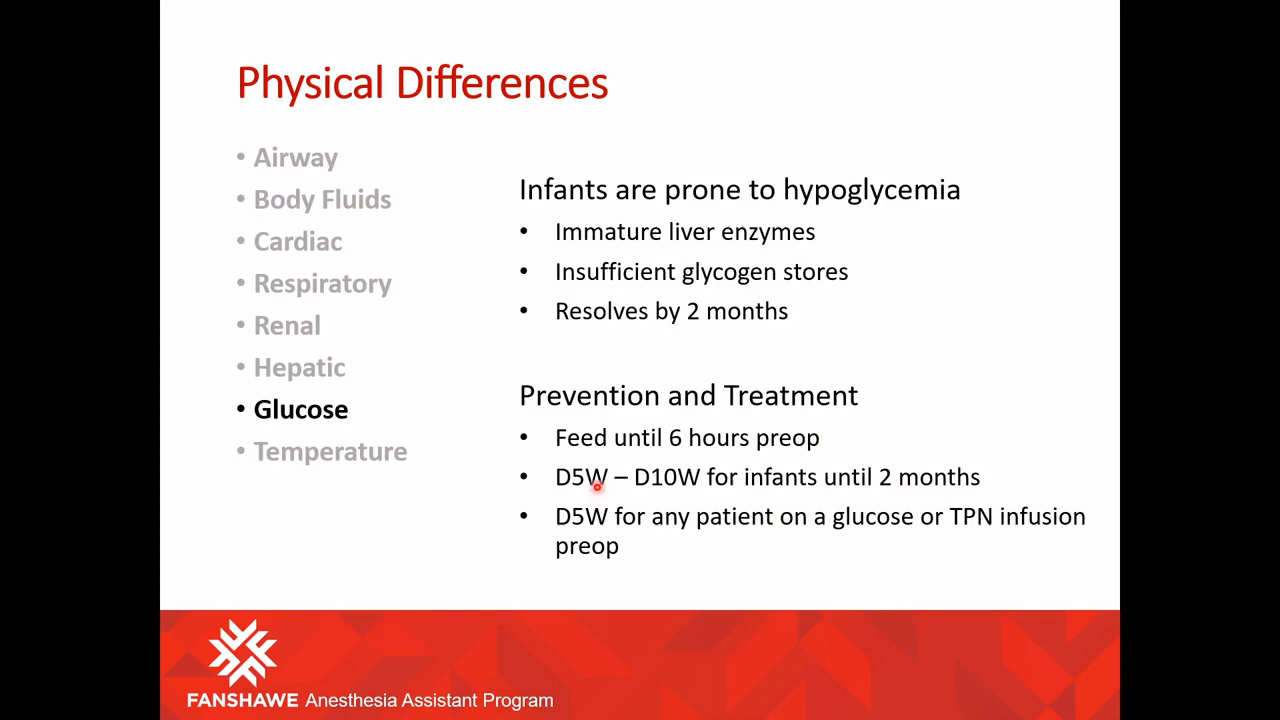 Physical Differences
• Airway
• Body Fluids
• Cardiac
• Respiratory
• Renal
• Hepatic
• Glucose
• Temperature
Infants are prone to hypoglycemia
• Immature liver enzymes
• Insufficient glycogen stores
• Resolves by 2 months
Prevention and Treatment
• Feed until 6 hours preop
• D5W – D10W for infants until 2 months
• D5W for any patient on a glucose or TPN infusion
preop
FANSHAWE Anesthesia Assistant Program